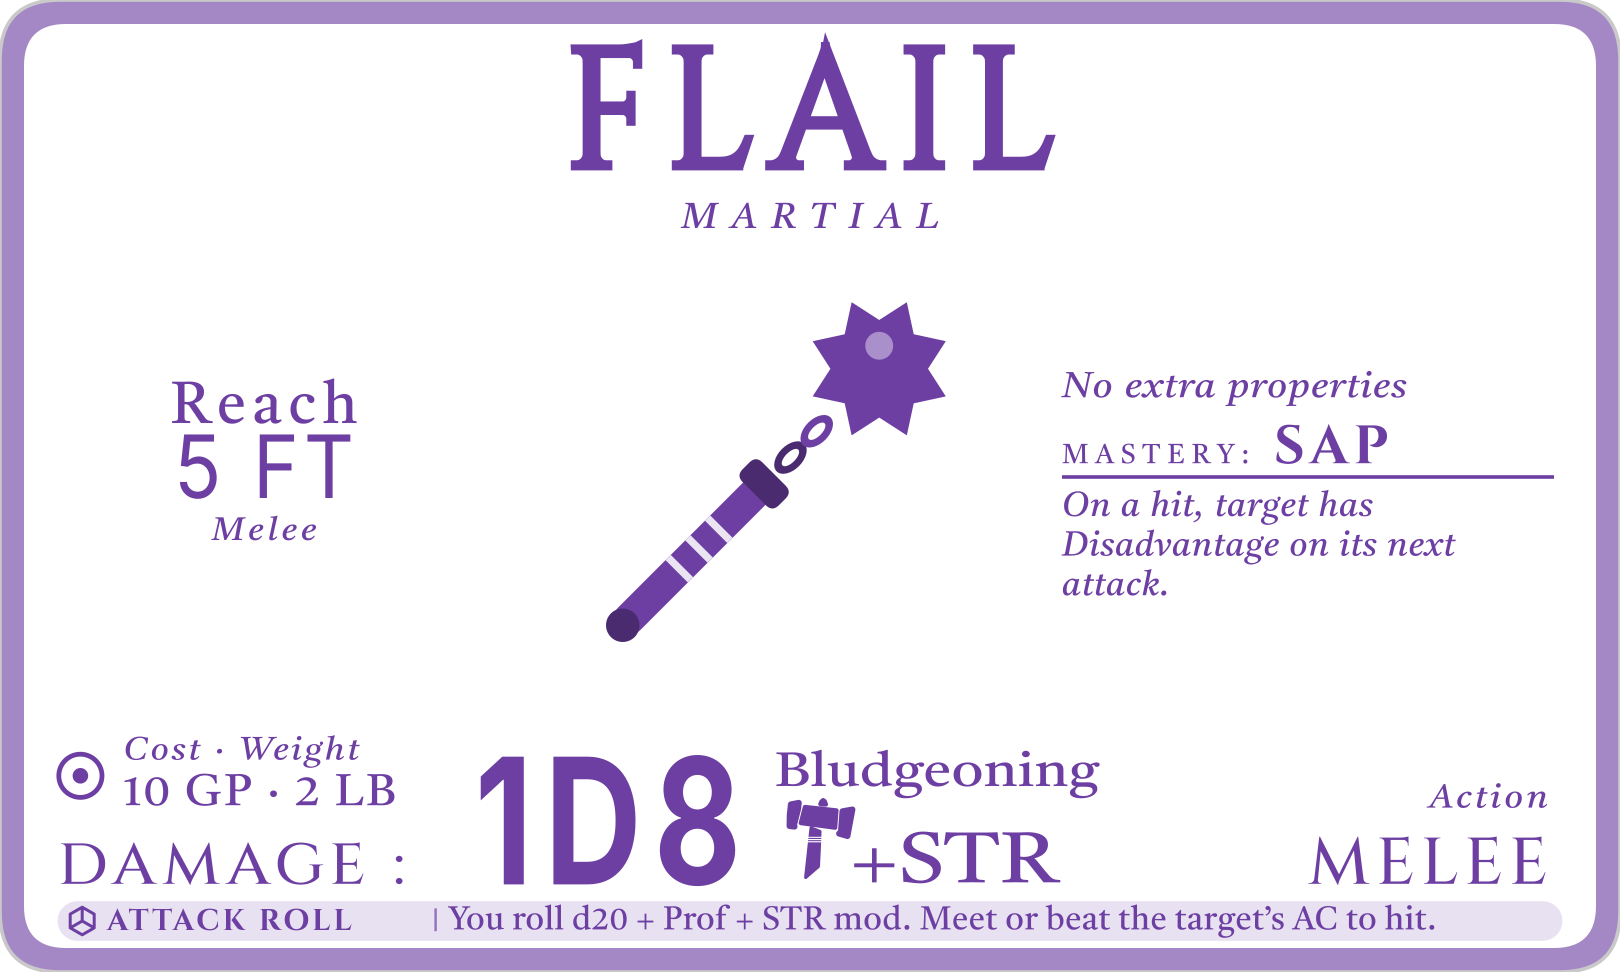 FLAIL
MARTIAL
Reach
5 FT
Melee
No extra properties
MASTERY: SAP
On a hit, target has
Disadvantage on its next
attack.
Cost · Weight
10 GP · 2 LB
DAMAGE :
1D8
Bludgeoning
+STR
Action
MELEE
ATTACK ROLL | You roll d20 + Prof + STR mod. Meet or beat the target’s AC to hit.